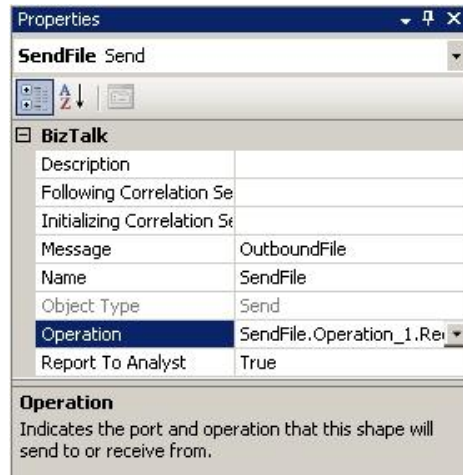 Properties
SendFile Send
BizTalk
Description
Following Correlation Se
Initializing Correlation Se
Message OutboundFile
Name SendFile
Object Type Send
Operation SendFile.Operation_1.Re
Report To Analyst True
Operation
Indicates the port and operation that this shape will
send to or receive from.